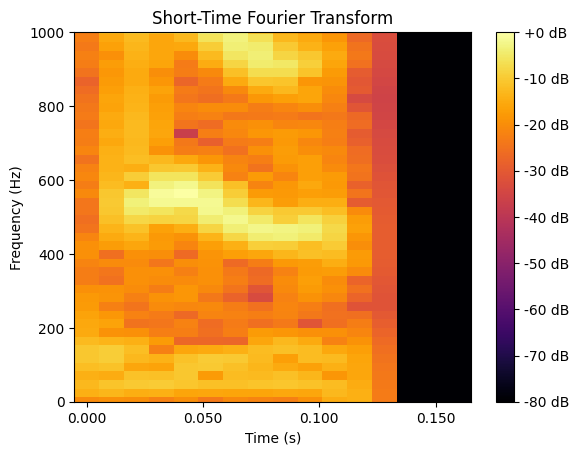 Short-Time Fourier Transform
1000
800
600
400
200
0
Frequency (Hz)
0.000
0.050
0.100
0.150
Time (s)
+0 dB
-10 dB
-20 dB
-30 dB
-40 dB
-50 dB
-60 dB
-70 dB
-80 dB